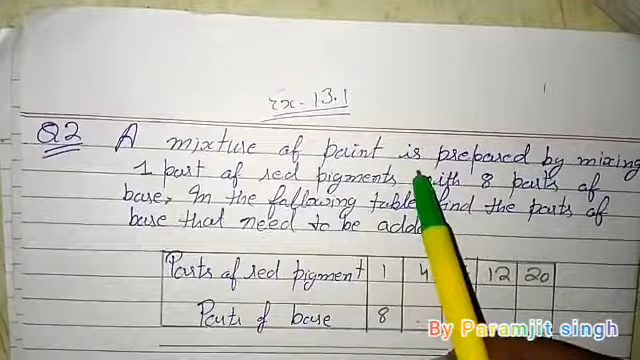 Ex-13.1
Q2 A mixture of paint is prepared by mixing
1 part of red pigments with 8 parts of
base, In the following table find the parts of
base that need to be
Parts of red pigment 1 4 12 20
Parts of base 8
By Paramjit singh